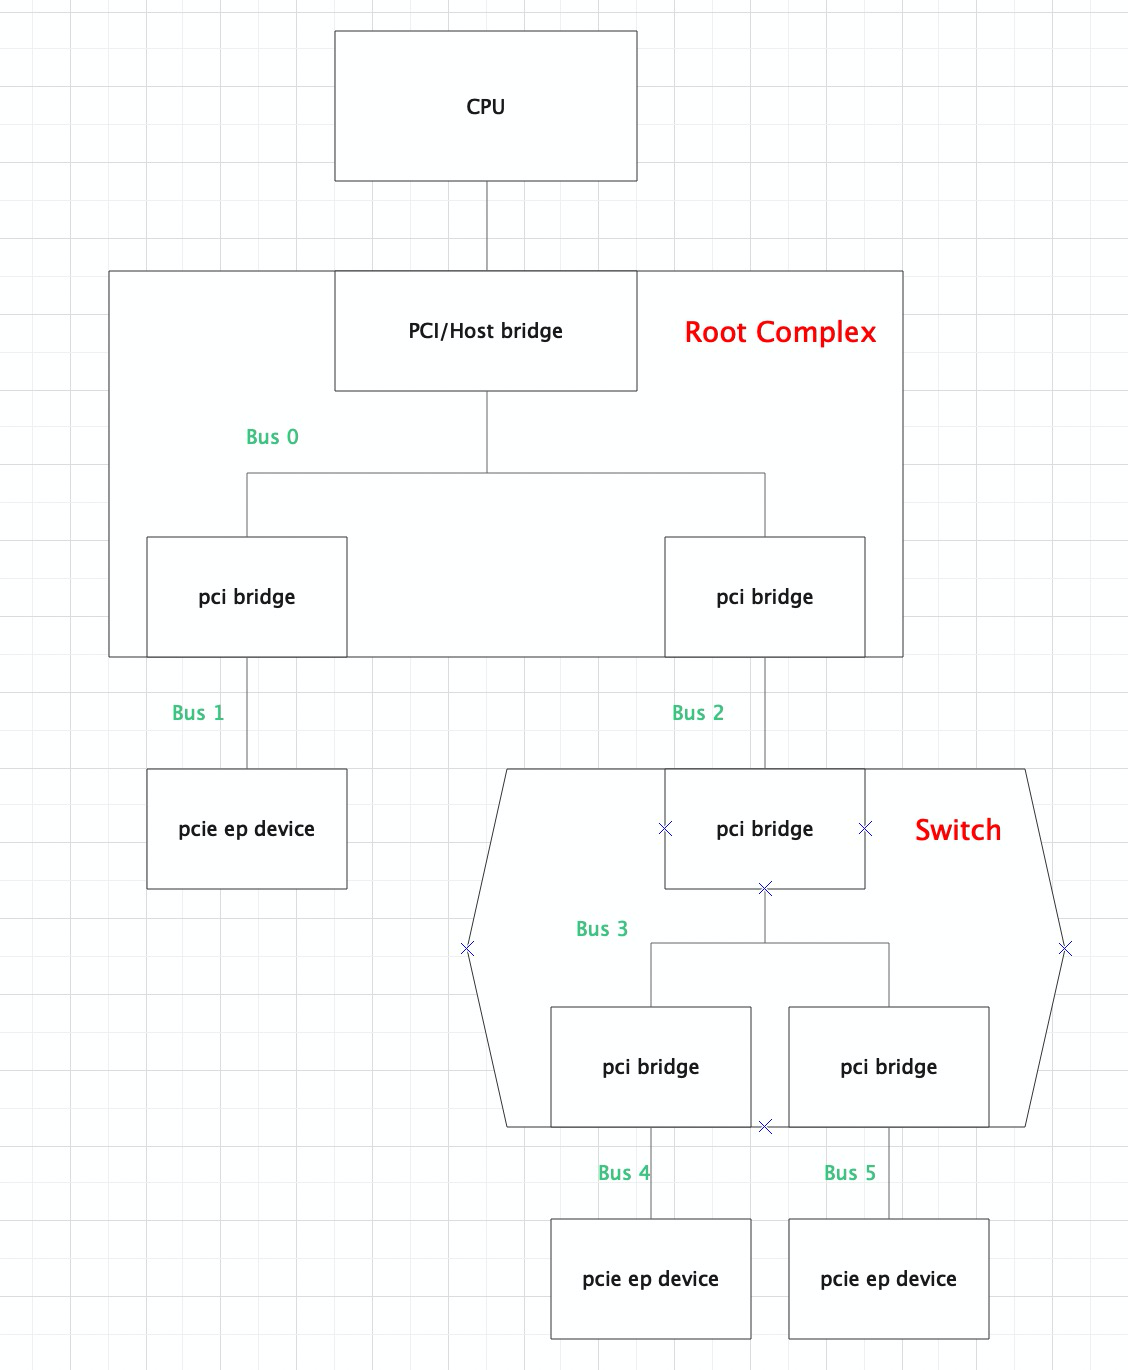 CPU
PCI/Host bridge
Root Complex
Bus 0
pci bridge
pci bridge
Bus 1
Bus 2
pcie ep device
pci bridge
Switch
Bus 3
pci bridge
pci bridge
Bus 4
Bus 5
pcie ep device
pcie ep device